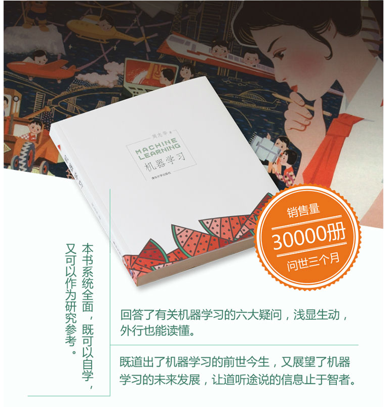 MACHINE
LEARNING
机器学习
销售量
30000册
问世三个月
本书系统全面，既可以自学，
又可以作为研究参考。
回答了有关机器学习的六大疑问，浅显生动，
外行也能读懂。
既道出了机器学习的前世今生，又展望了机器
学习的未来发展，让道听途说的信息止于智者。